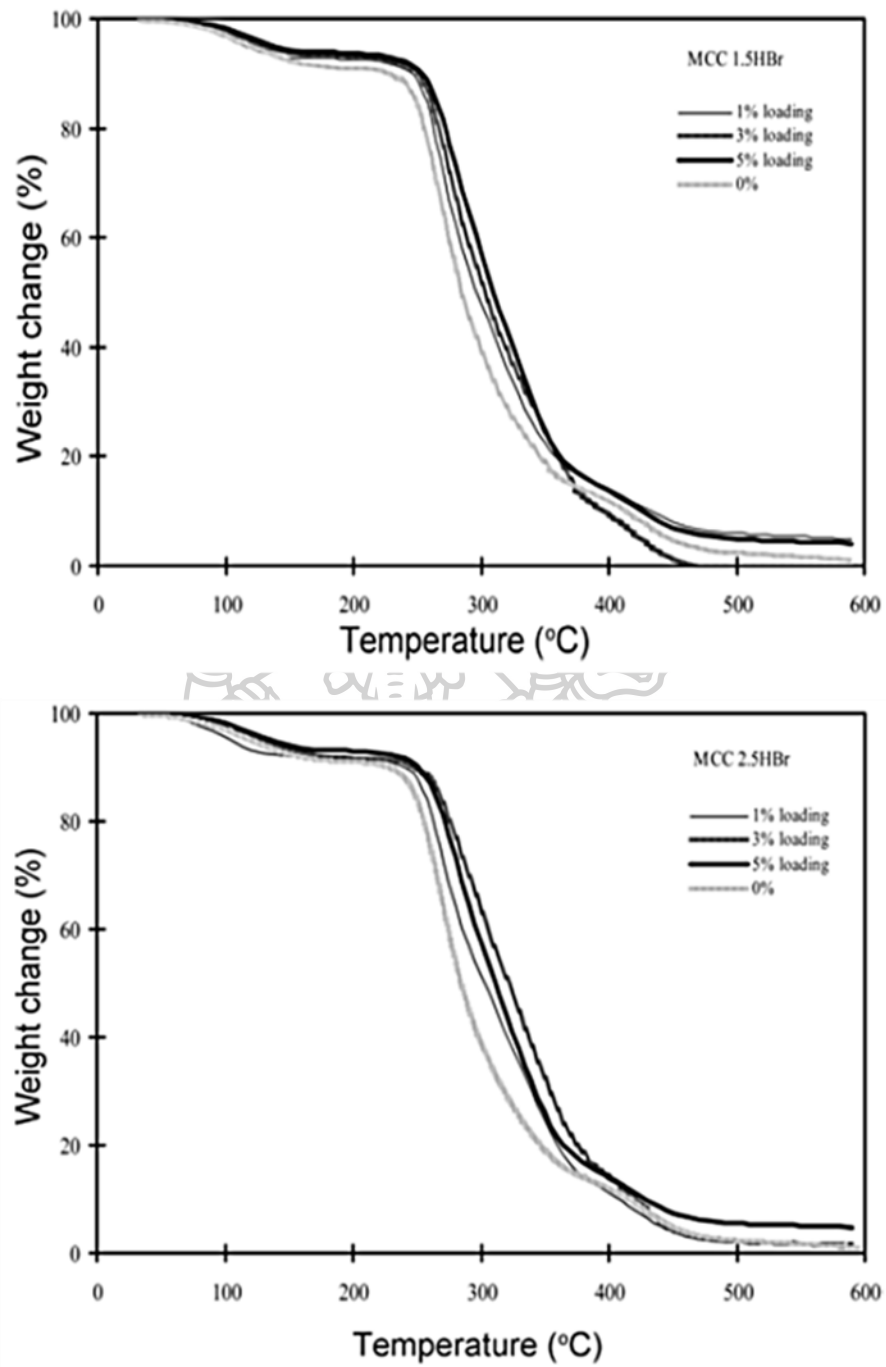 100
80
60
40
20
0
Weight change (%)
MCC 1.5HBr
1% loading
3% loading
5% loading
0%
0 100 200 300 400 500 600
Temperature (ºC)
100
80
60
40
20
0
Weight change (%)
MCC 2.5HBr
1% loading
3% loading
5% loading
0%
0 100 200 300 400 500 600
Temperature (ºC)